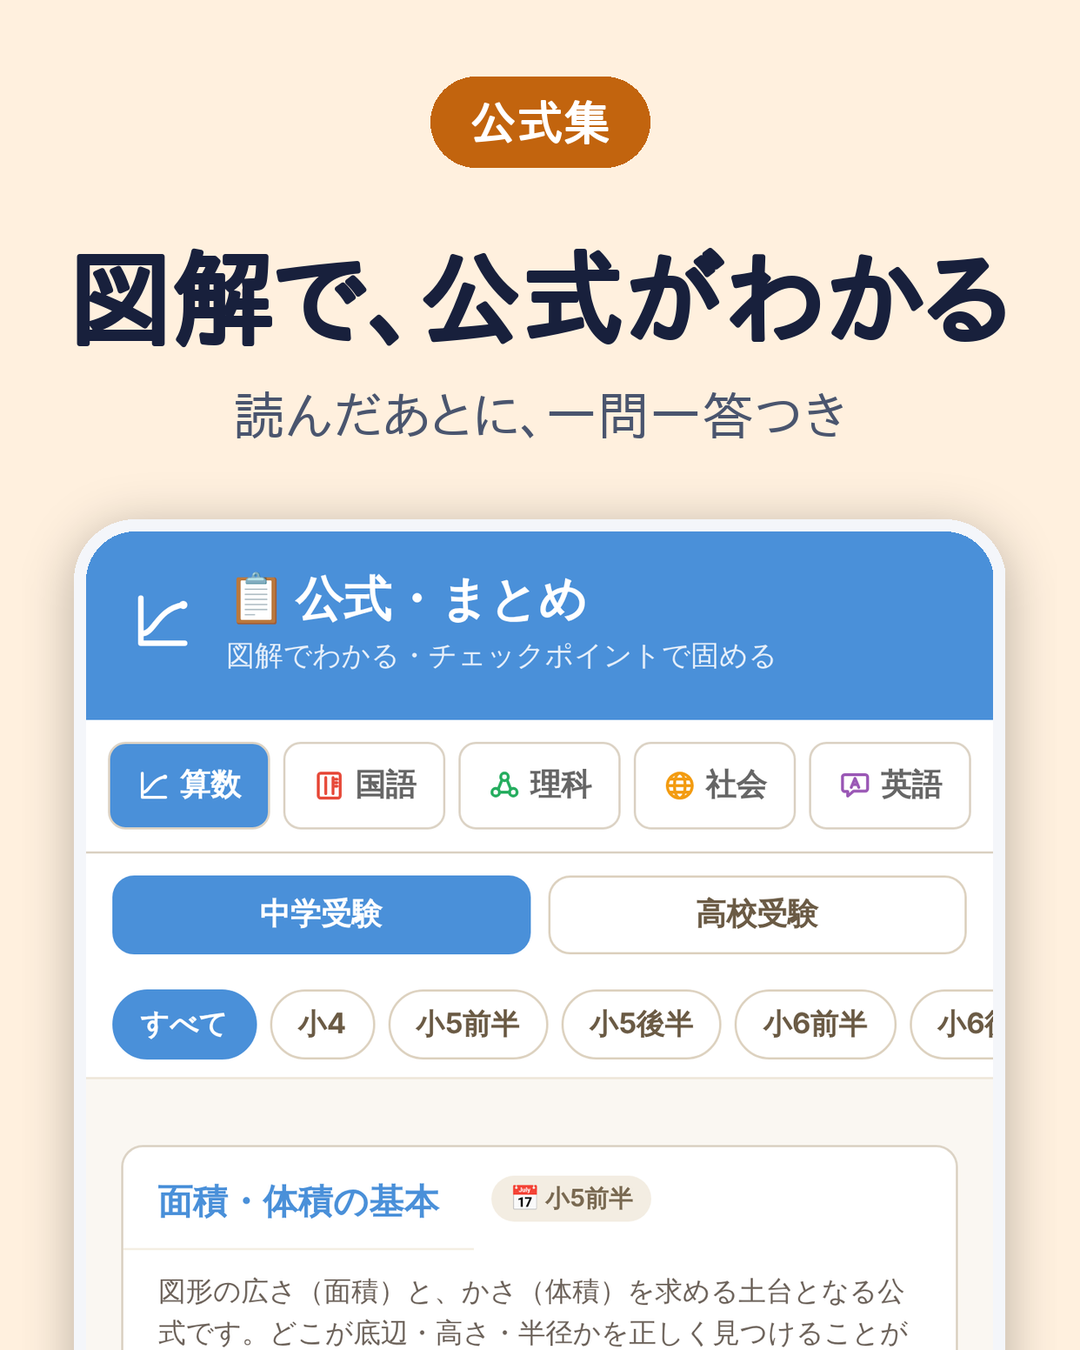 公式集
図解で、公式がわかる
読んだあとに、一問一答つき
📋 公式・まとめ
図解でわかる・チェックポイントで固める
算数 国語 理科 社会 英語
中学受験 高校受験
すべて 小4 小5前半 小5後半 小6前半 小6
面積・体積の基本 📅 小5前半
図形の広さ（面積）と、かさ（体積）を求める土台となる公
式です。どこが底辺・高さ・半径かを正しく見つけることが